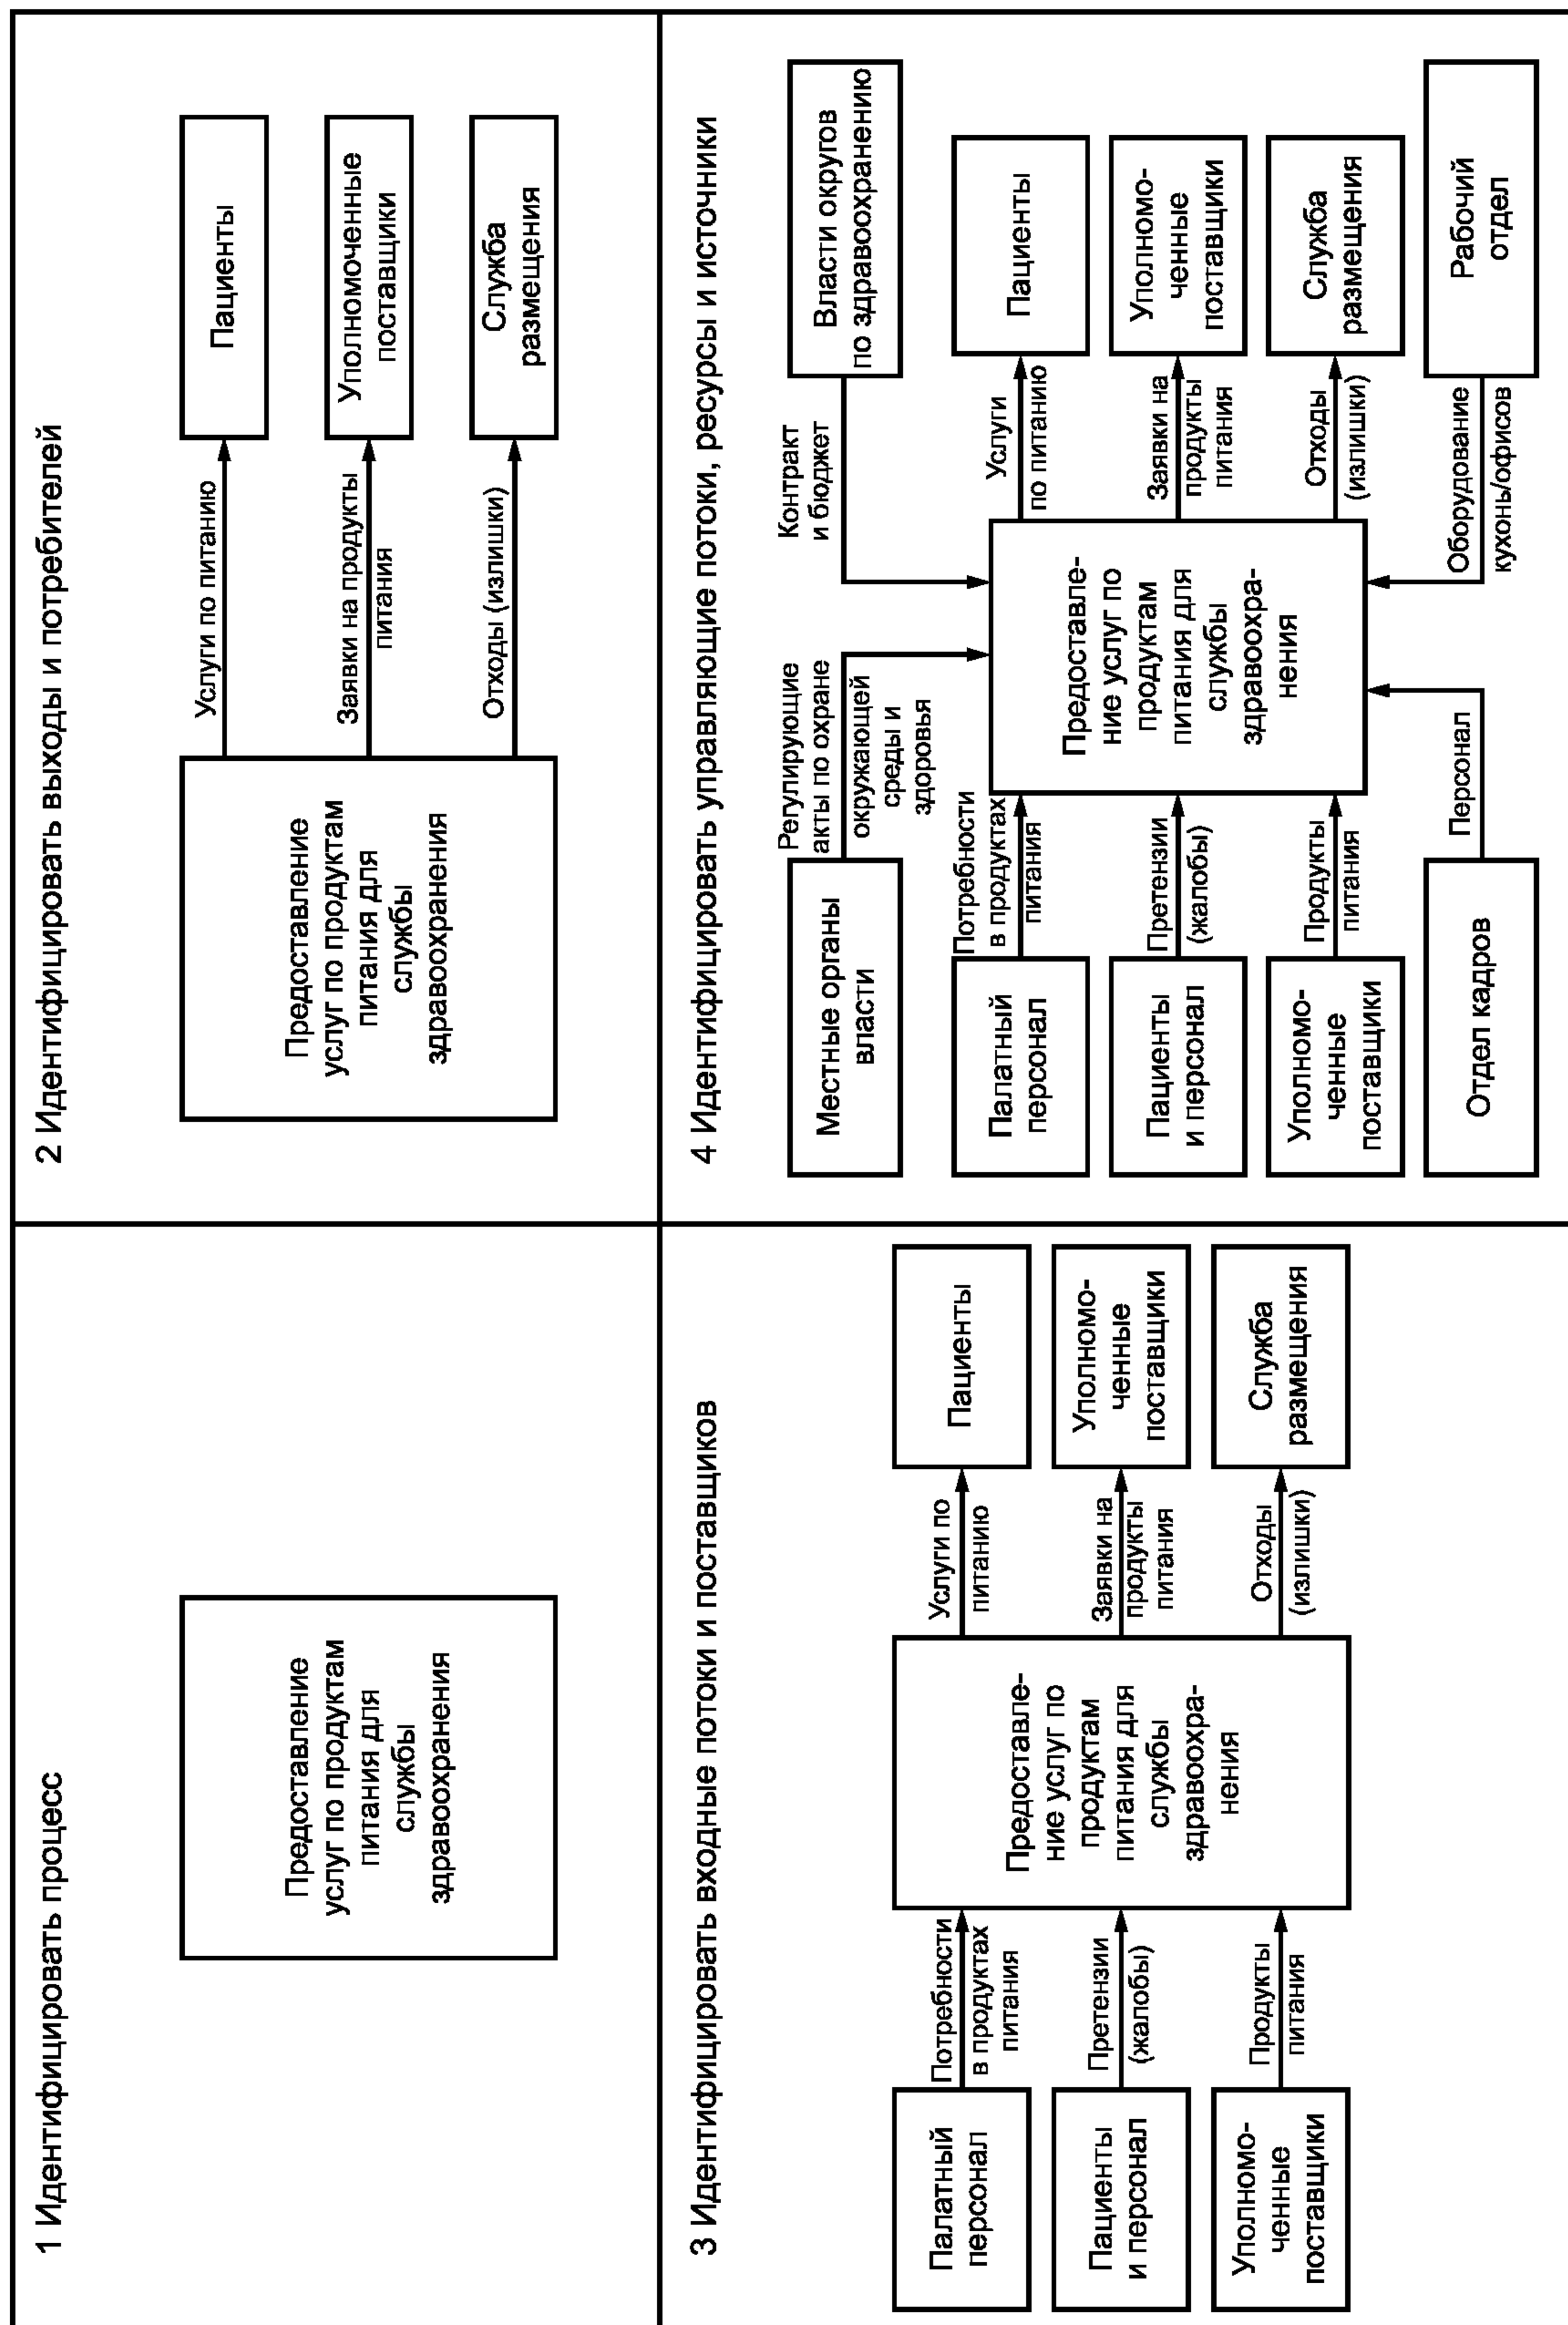 1 Идентифицировать процесс
Предоставление
услуг по продуктам
питания для
службы
здравоохранения
2 Идентифицировать выходы и потребителей
Предоставление
услуг по продуктам
питания для
службы
здравоохранения
Услуги по питанию
Пациенты
Заявки на продукты
питания
Уполномоченные
поставщики
Отходы (излишки)
Служба
размещения
3 Идентифицировать входные потоки и поставщиков
Палатный
персонал
Потребности
в продуктах
питания
Пациенты
и персонал
Претензии
(жалобы)
Уполномо-
ченные
поставщики
Продукты
питания
Предоставле-
ние услуг по
продуктам
питания для
службы
здравоохра-
нения
Услуги по
питанию
Пациенты
Заявки на
продукты
питания
Уполномо-
ченные
поставщики
Отходы
(излишки)
Служба
размещения
4 Идентифицировать управляющие потоки, ресурсы и источники
Местные органы
власти
Регулирующие
акты по охране
окружающей
среды и
здоровья
Контракт
и бюджет
Власти округов
по здравоохранению
Палатный
персонал
Потребности
в продуктах
питания
Пациенты
и персонал
Претензии
(жалобы)
Уполномо-
ченные
поставщики
Продукты
питания
Предоставле-
ние услуг по
продуктам
питания для
службы
здравоохра-
нения
Услуги
по питанию
Пациенты
Заявки на
продукты
питания
Уполномо-
ченные
поставщики
Отходы
(излишки)
Служба
размещения
Отдел кадров
Персонал
Оборудование
кухонь/офисов
Рабочий
отдел